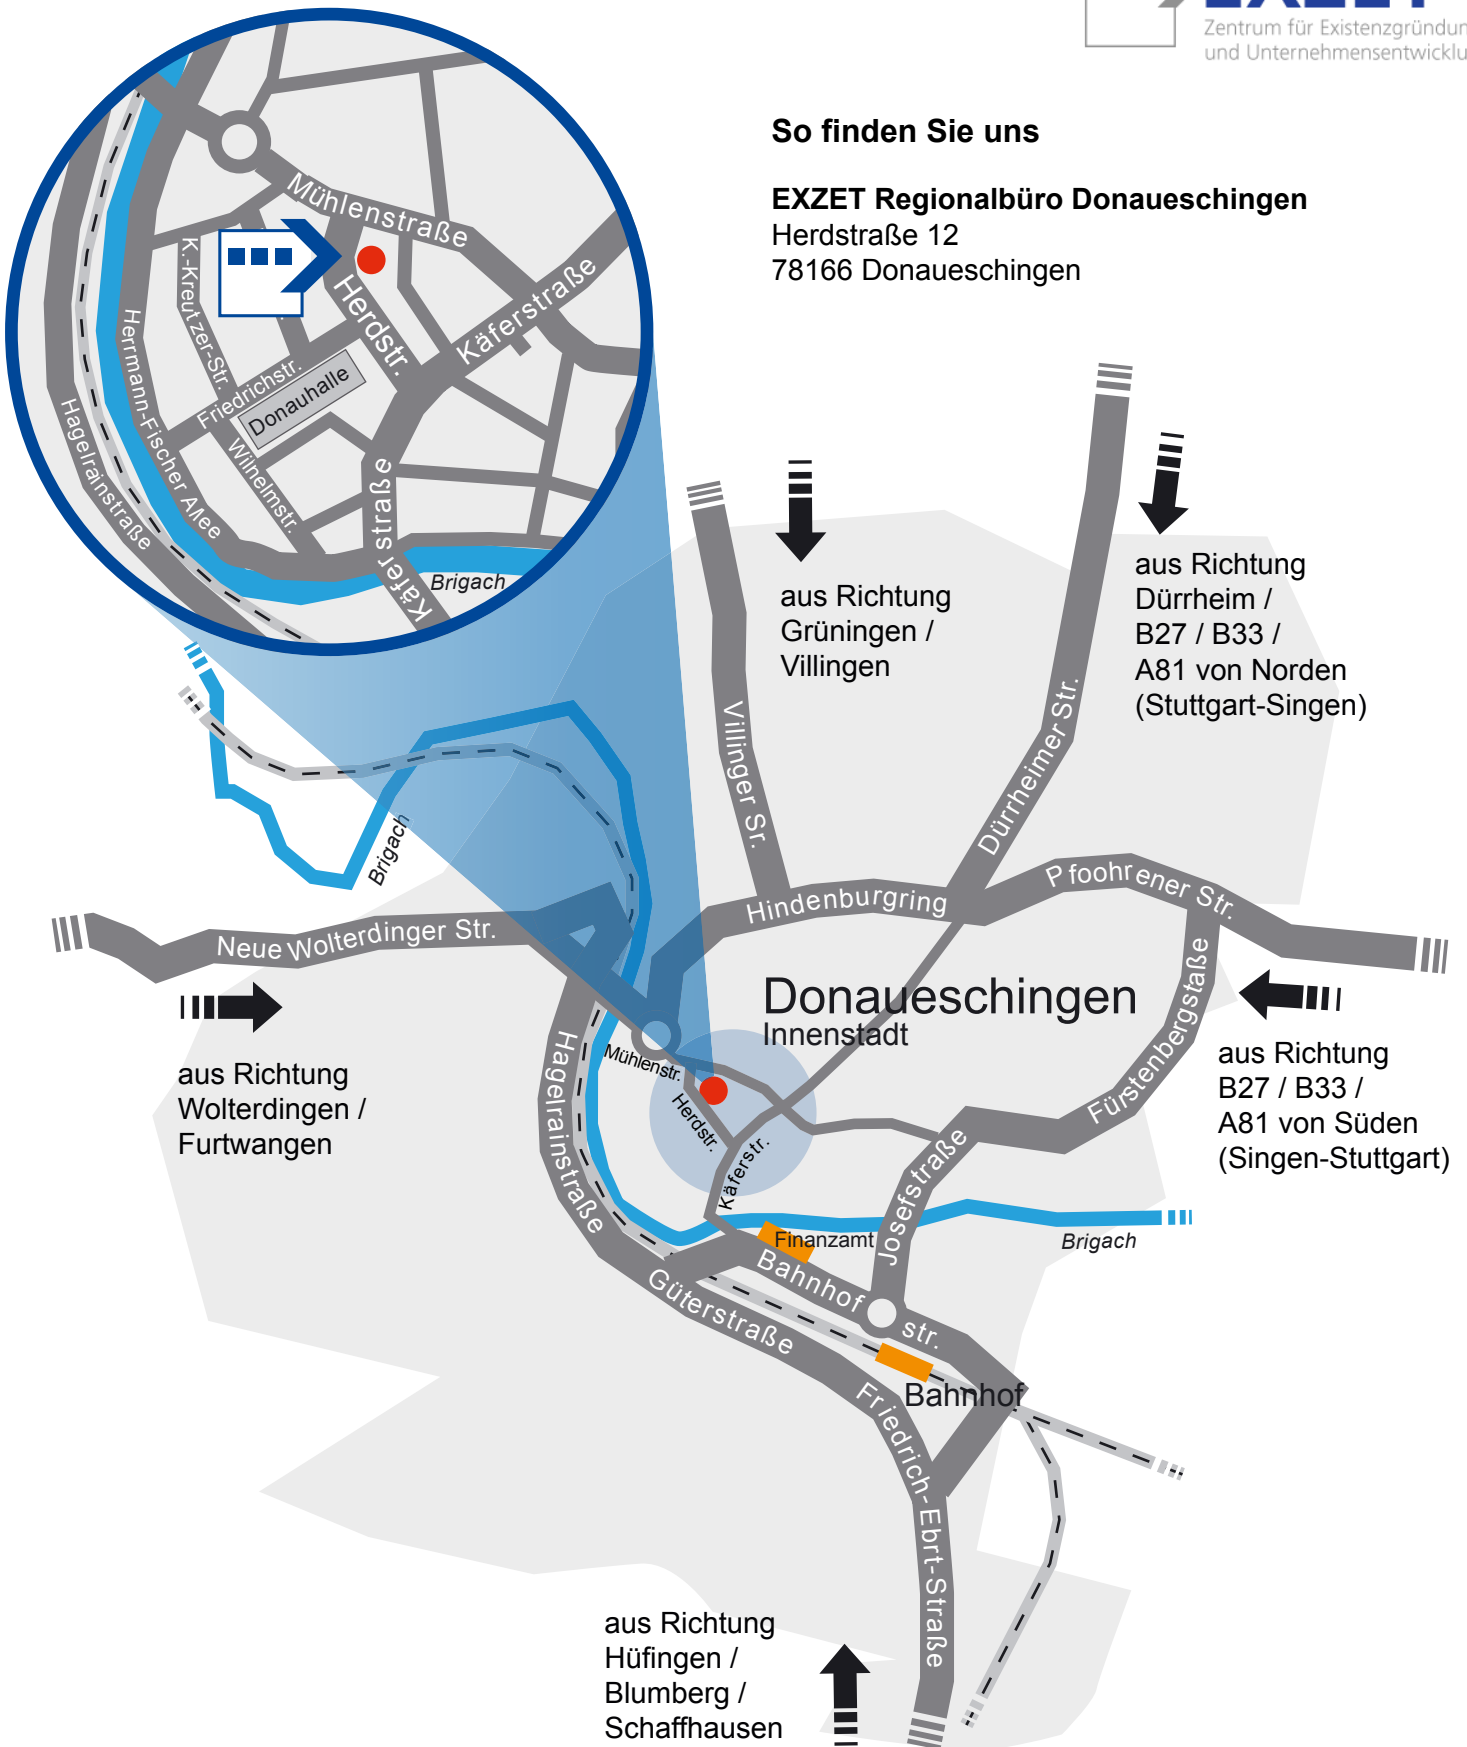 EXZET
Zentrum für Existenzgründun
und Unternehmensentwicklu
So finden Sie uns
EXZET Regionalbüro Donaueschingen
Herdstraße 12
78166 Donaueschingen
Mühlenstraße
K.-Kreutzer-Str.
Herdstr.
Käferstraße
Herrmann-Fischer Allee
Friedrichstr.
Donauhalle
Hagelrainstraße
Wilhelmstr.
Käferstraße
Brigach
aus Richtung
Grüningen /
Villingen
aus Richtung
Dürrheim /
B27 / B33 /
A81 von Norden
(Stuttgart-Singen)
Villinger Sr.
Dürrheimer Str.
Brigach
Neue Wolterdinger Str.
Hindenburgring
Pfoohrener Str.
Fürstenbergstaße
Donaueschingen
Innenstadt
aus Richtung
Wolterdingen /
Furtwangen
Hagelrainstraße
Mühlenstr.
Herdstr.
Käferstr.
Josefstraße
aus Richtung
B27 / B33 /
A81 von Süden
(Singen-Stuttgart)
Finanzamt
Brigach
Bahnhof str.
Güterstraße
Bahnhof
Friedrich-Ebrt-Straße
aus Richtung
Hüfingen /
Blumberg /
Schaffhausen